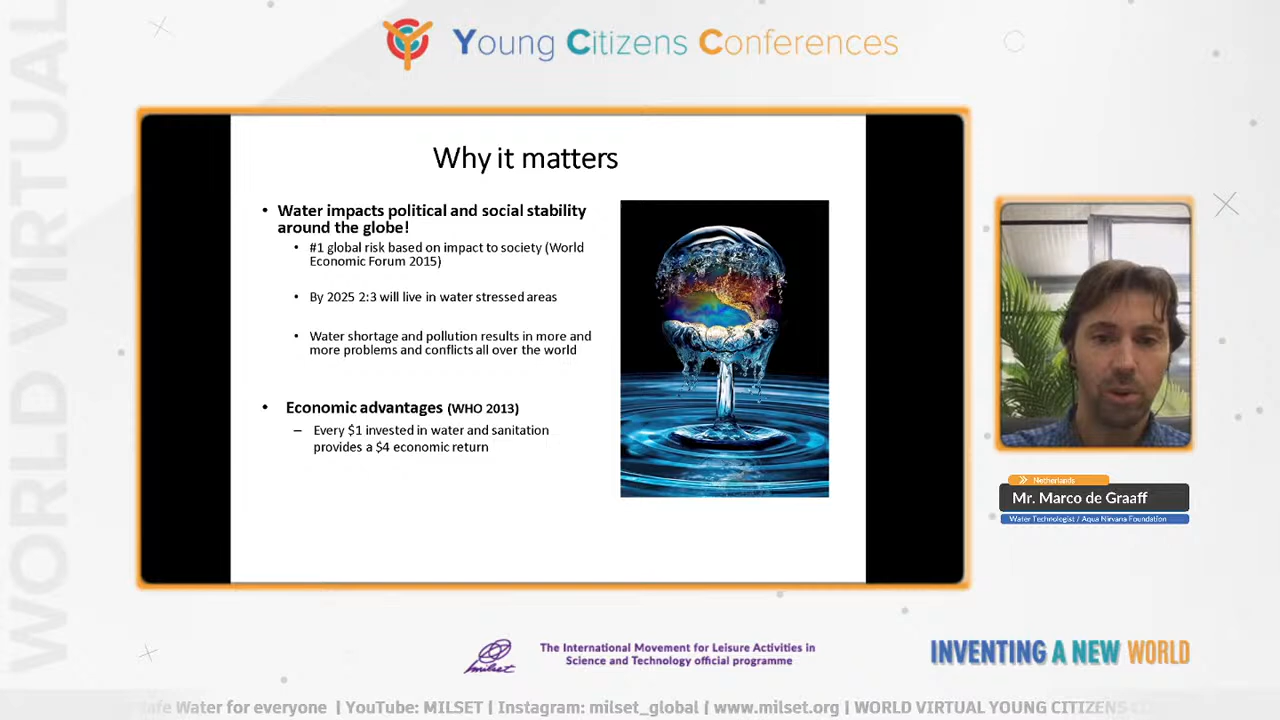 WORLD VIRTUAL
Young Citizens Conferences
Why it matters
• Water impacts political and social stability
around the globe!
• #1 global risk based on impact to society (World
Economic Forum 2015)
• By 2025 2:3 will live in water stressed areas
• Water shortage and pollution results in more and
more problems and conflicts all over the world
• Economic advantages (WHO 2013)
– Every $1 invested in water and sanitation
provides a $4 economic return
Netherlands
Mr. Marco de Graaff
Water Technologist / Aqua Nirvana Foundation
milset
The International Movement for Leisure Activities in
Science and Technology official programme
INVENTING A NEW WORLD
Water for everyone | YouTube: MILSET | Instagram: milset_global | www.milset.org | WORLD VIRTUAL YOUNG CITIZENS